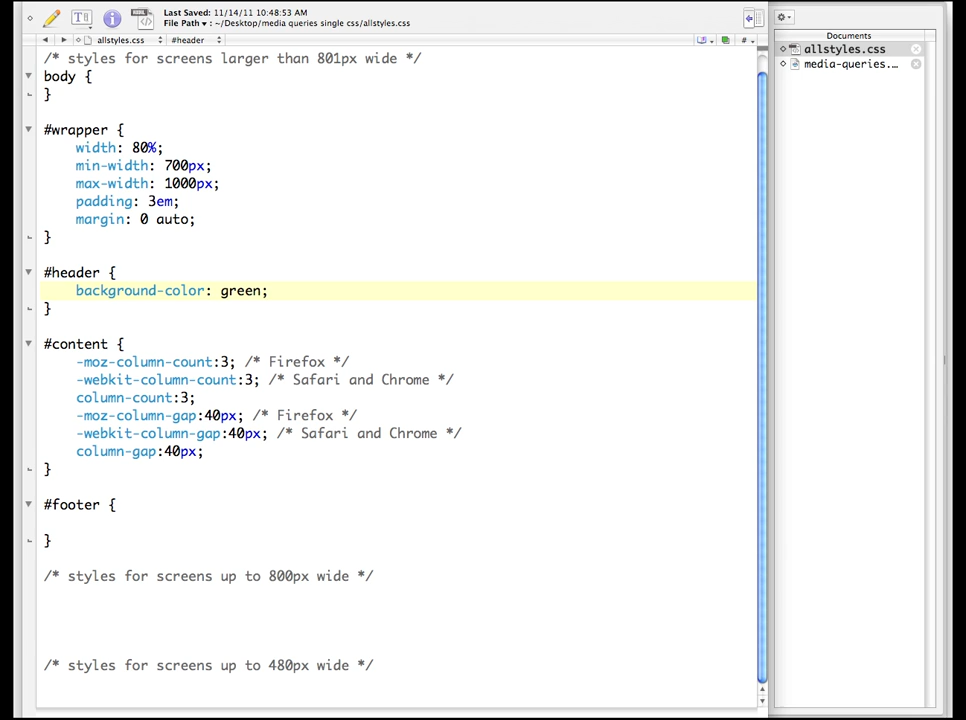 Last Saved: 11/14/11 10:48:53 AM
File Path ▾ : ~/Desktop/media queries single css/allstyles.css
allstyles.css
#header
Documents
allstyles.css
media-queries....
/* styles for screens larger than 801px wide */
body {
}
#wrapper {
width: 80%;
min-width: 700px;
max-width: 1000px;
padding: 3em;
margin: 0 auto;
}
#header {
background-color: green;
}
#content {
-moz-column-count:3; /* Firefox */
-webkit-column-count:3; /* Safari and Chrome */
column-count:3;
-moz-column-gap:40px; /* Firefox */
-webkit-column-gap:40px; /* Safari and Chrome */
column-gap:40px;
}
#footer {
}
/* styles for screens up to 800px wide */
/* styles for screens up to 480px wide */